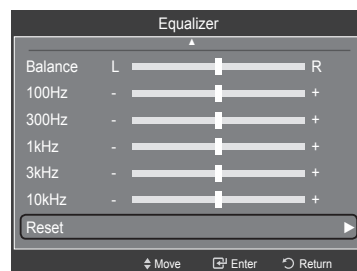 Equalizer
Balance L R
100Hz - +
300Hz - +
1kHz - +
3kHz - +
10kHz - +
Reset
Move Enter Return